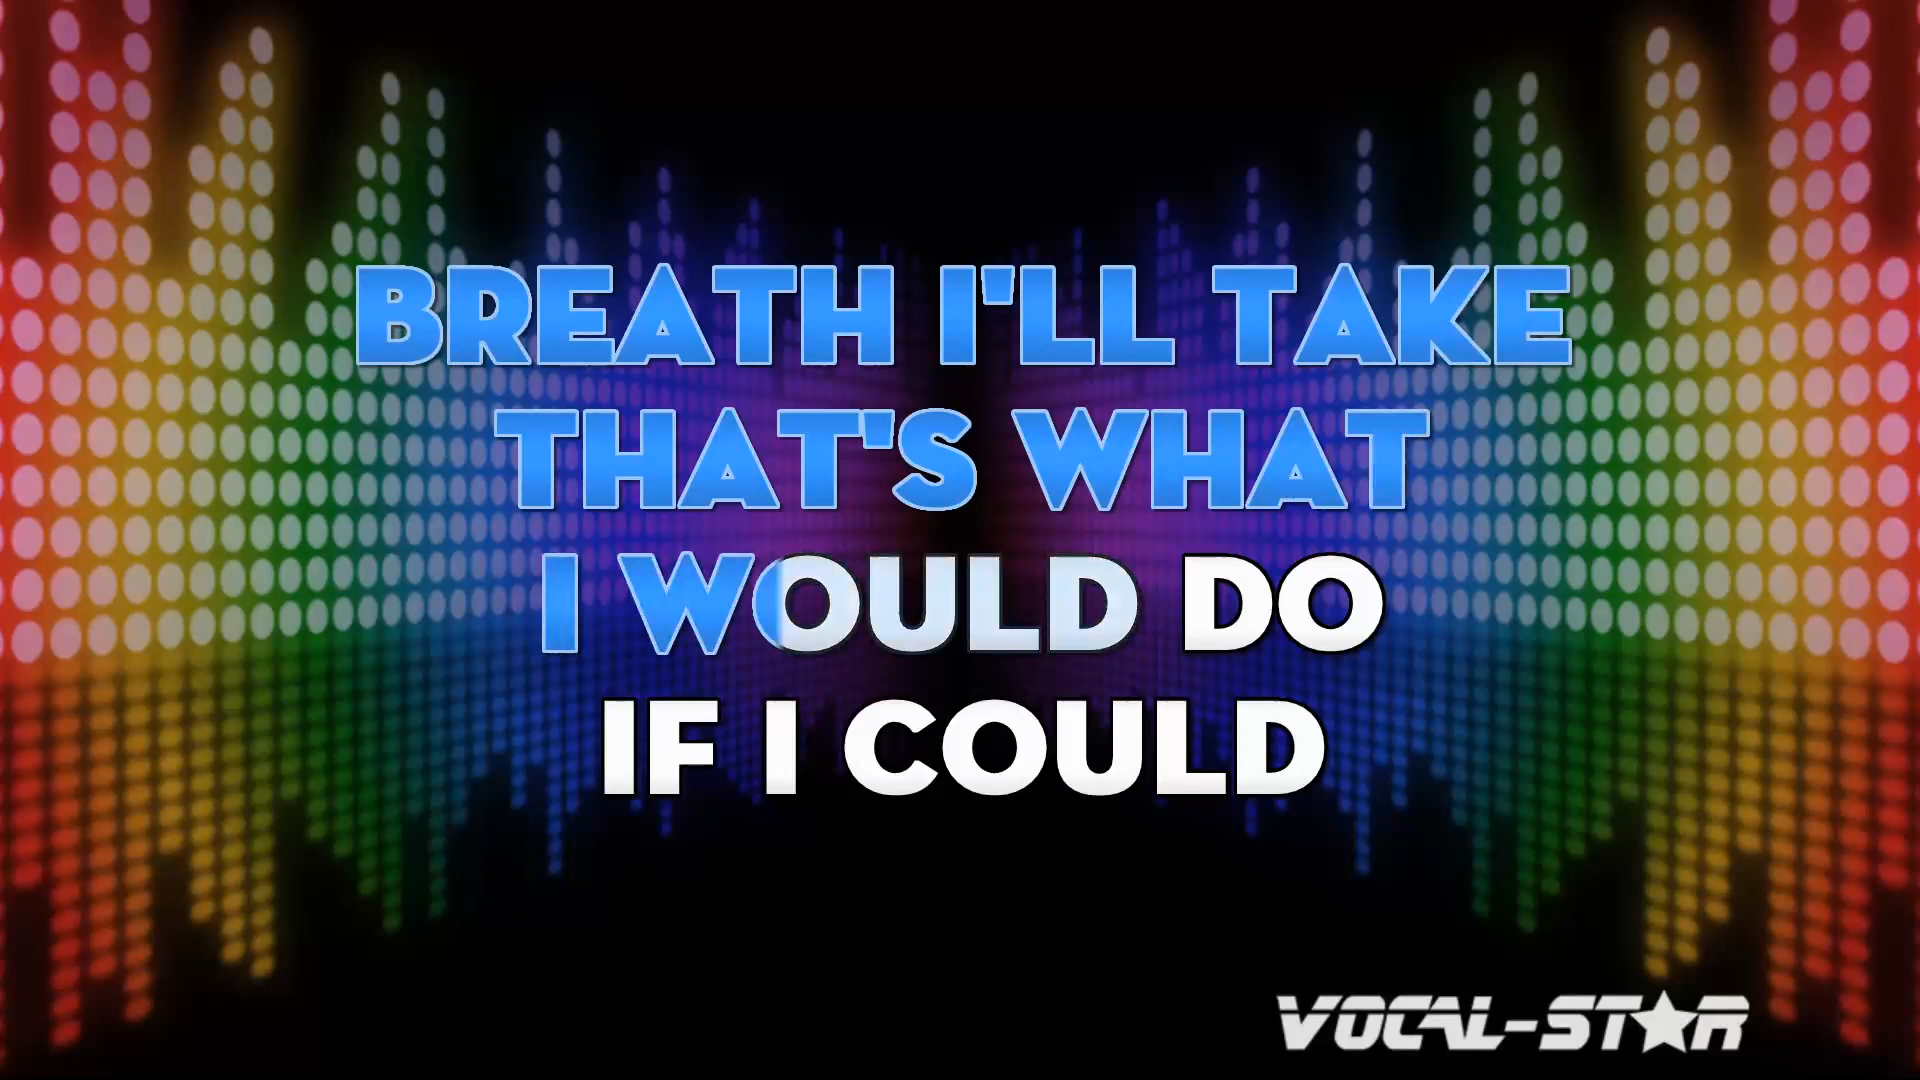 BREATH I'LL TAKE
THAT'S WHAT
I WOULD DO
IF I COULD
VOCAL-STAR